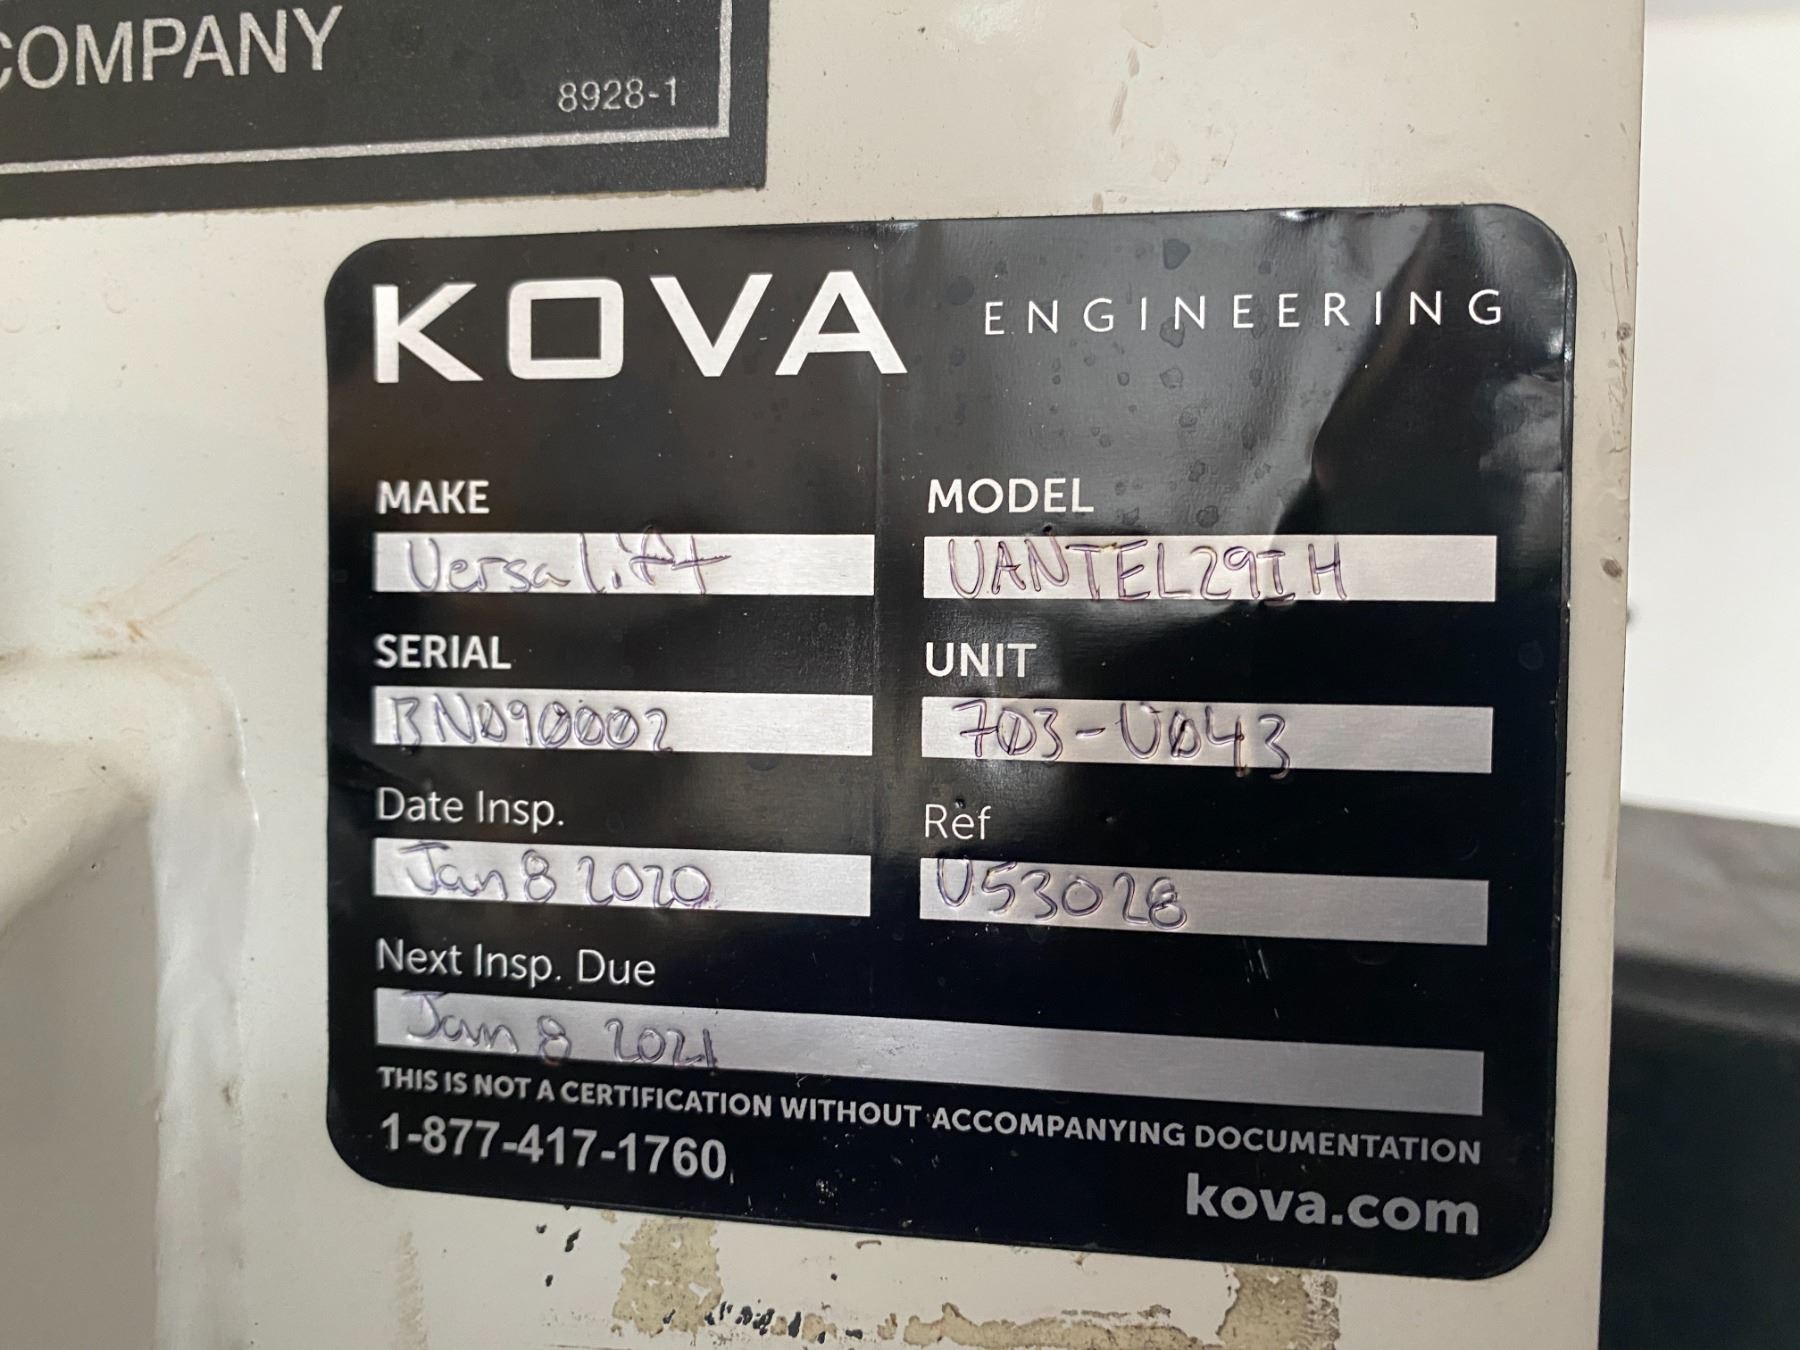 COMPANY
8928-1
KOVA ENGINEERING
MAKE MODEL
Versalift VANTEL29IH
SERIAL UNIT
BN090002 703-U043
Date Insp. Ref
Jan 8 2020 U53028
Next Insp. Due
Jan 8 2021
THIS IS NOT A CERTIFICATION WITHOUT ACCOMPANYING DOCUMENTATION
1-877-417-1760
kova.com